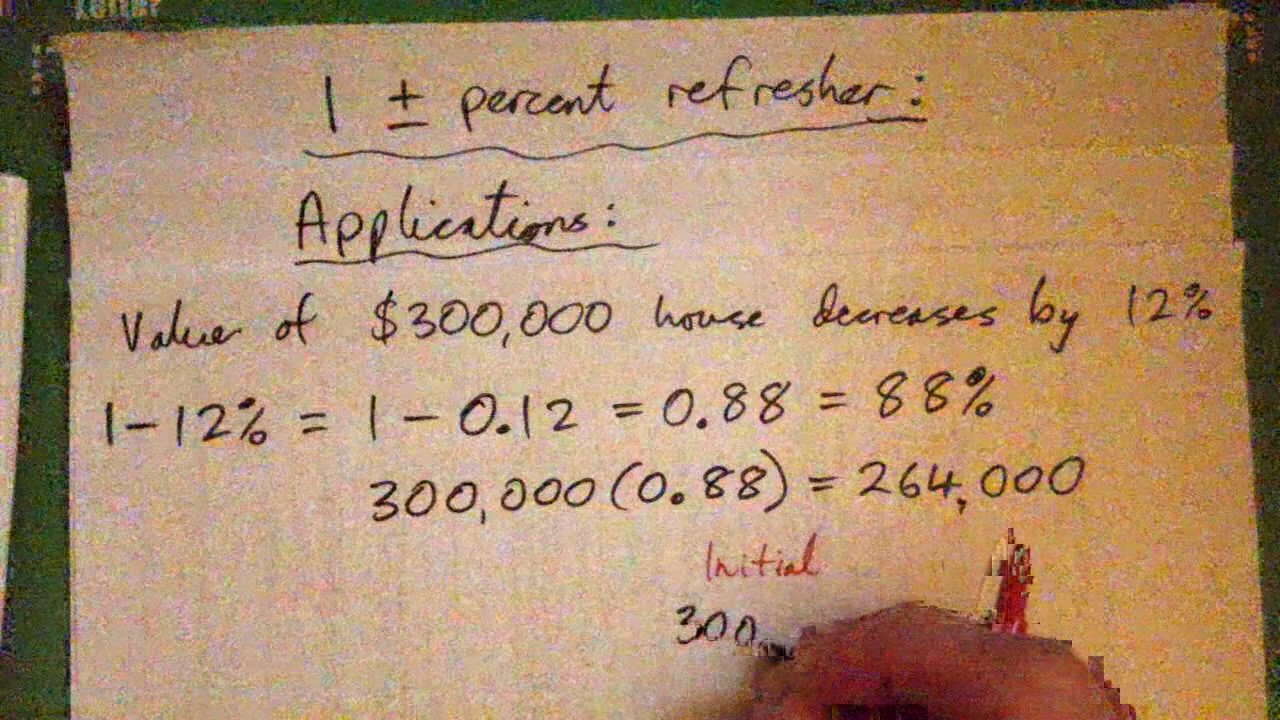 1 ± percent refresher:
Applications:
Value of $300,000 house decreases by 12%
1-12% = 1 - 0.12 = 0.88 = 88%
300,000(0.88) = 264,000
Initial
300,